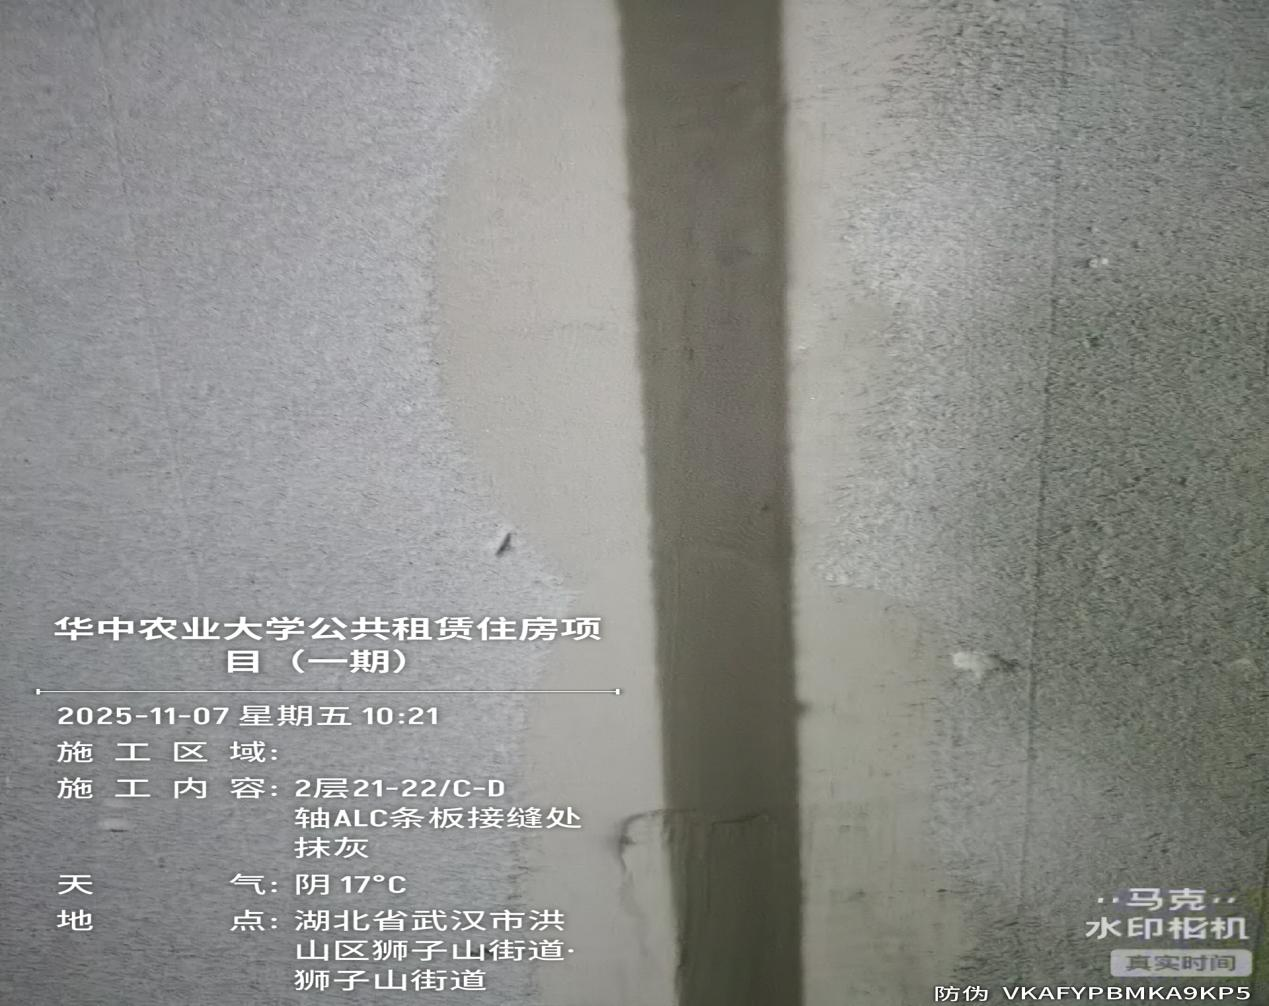 华中农业大学公共租赁住房项
目（一期）
2025-11-07 星期五 10:21
施工区域:
施工内容: 2层21-22/C-D
轴ALC条板接缝处
抹灰
天气: 阴 17°C
地点: 湖北省武汉市洪
山区狮子山街道·
狮子山街道
马克
水印相机
真实时间
防伪 VKAFYPBMKA9KP5